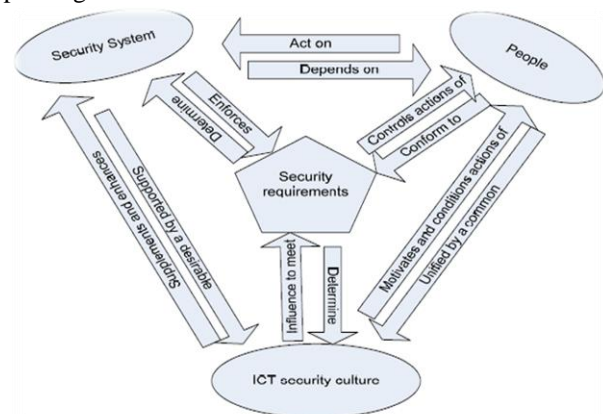 Security System
Act on
Depends on
People
Enforces
Determine
Controls actions of
Conform to
Security
requirements
Supplements and enhances
Supported by a desirable
Influence to meet
Determine
Motivates and conditions actions of
Unified by a common
ICT security culture